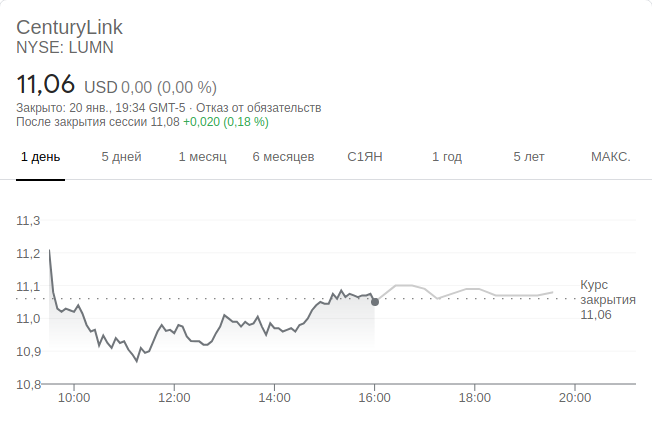 CenturyLink
NYSE: LUMN
11,06 USD 0,00 (0,00 %)
Закрыто: 20 янв., 19:34 GMT-5 · Отказ от обязательств
После закрытия сессии 11,08 +0,020 (0,18 %)
1 день 5 дней 1 месяц 6 месяцев С1ЯН 1 год 5 лет МАКС.
11,3
11,2
11,1
11,0
10,9
10,8
Курс
закрытия
11,06
10:00 12:00 14:00 16:00 18:00 20:00